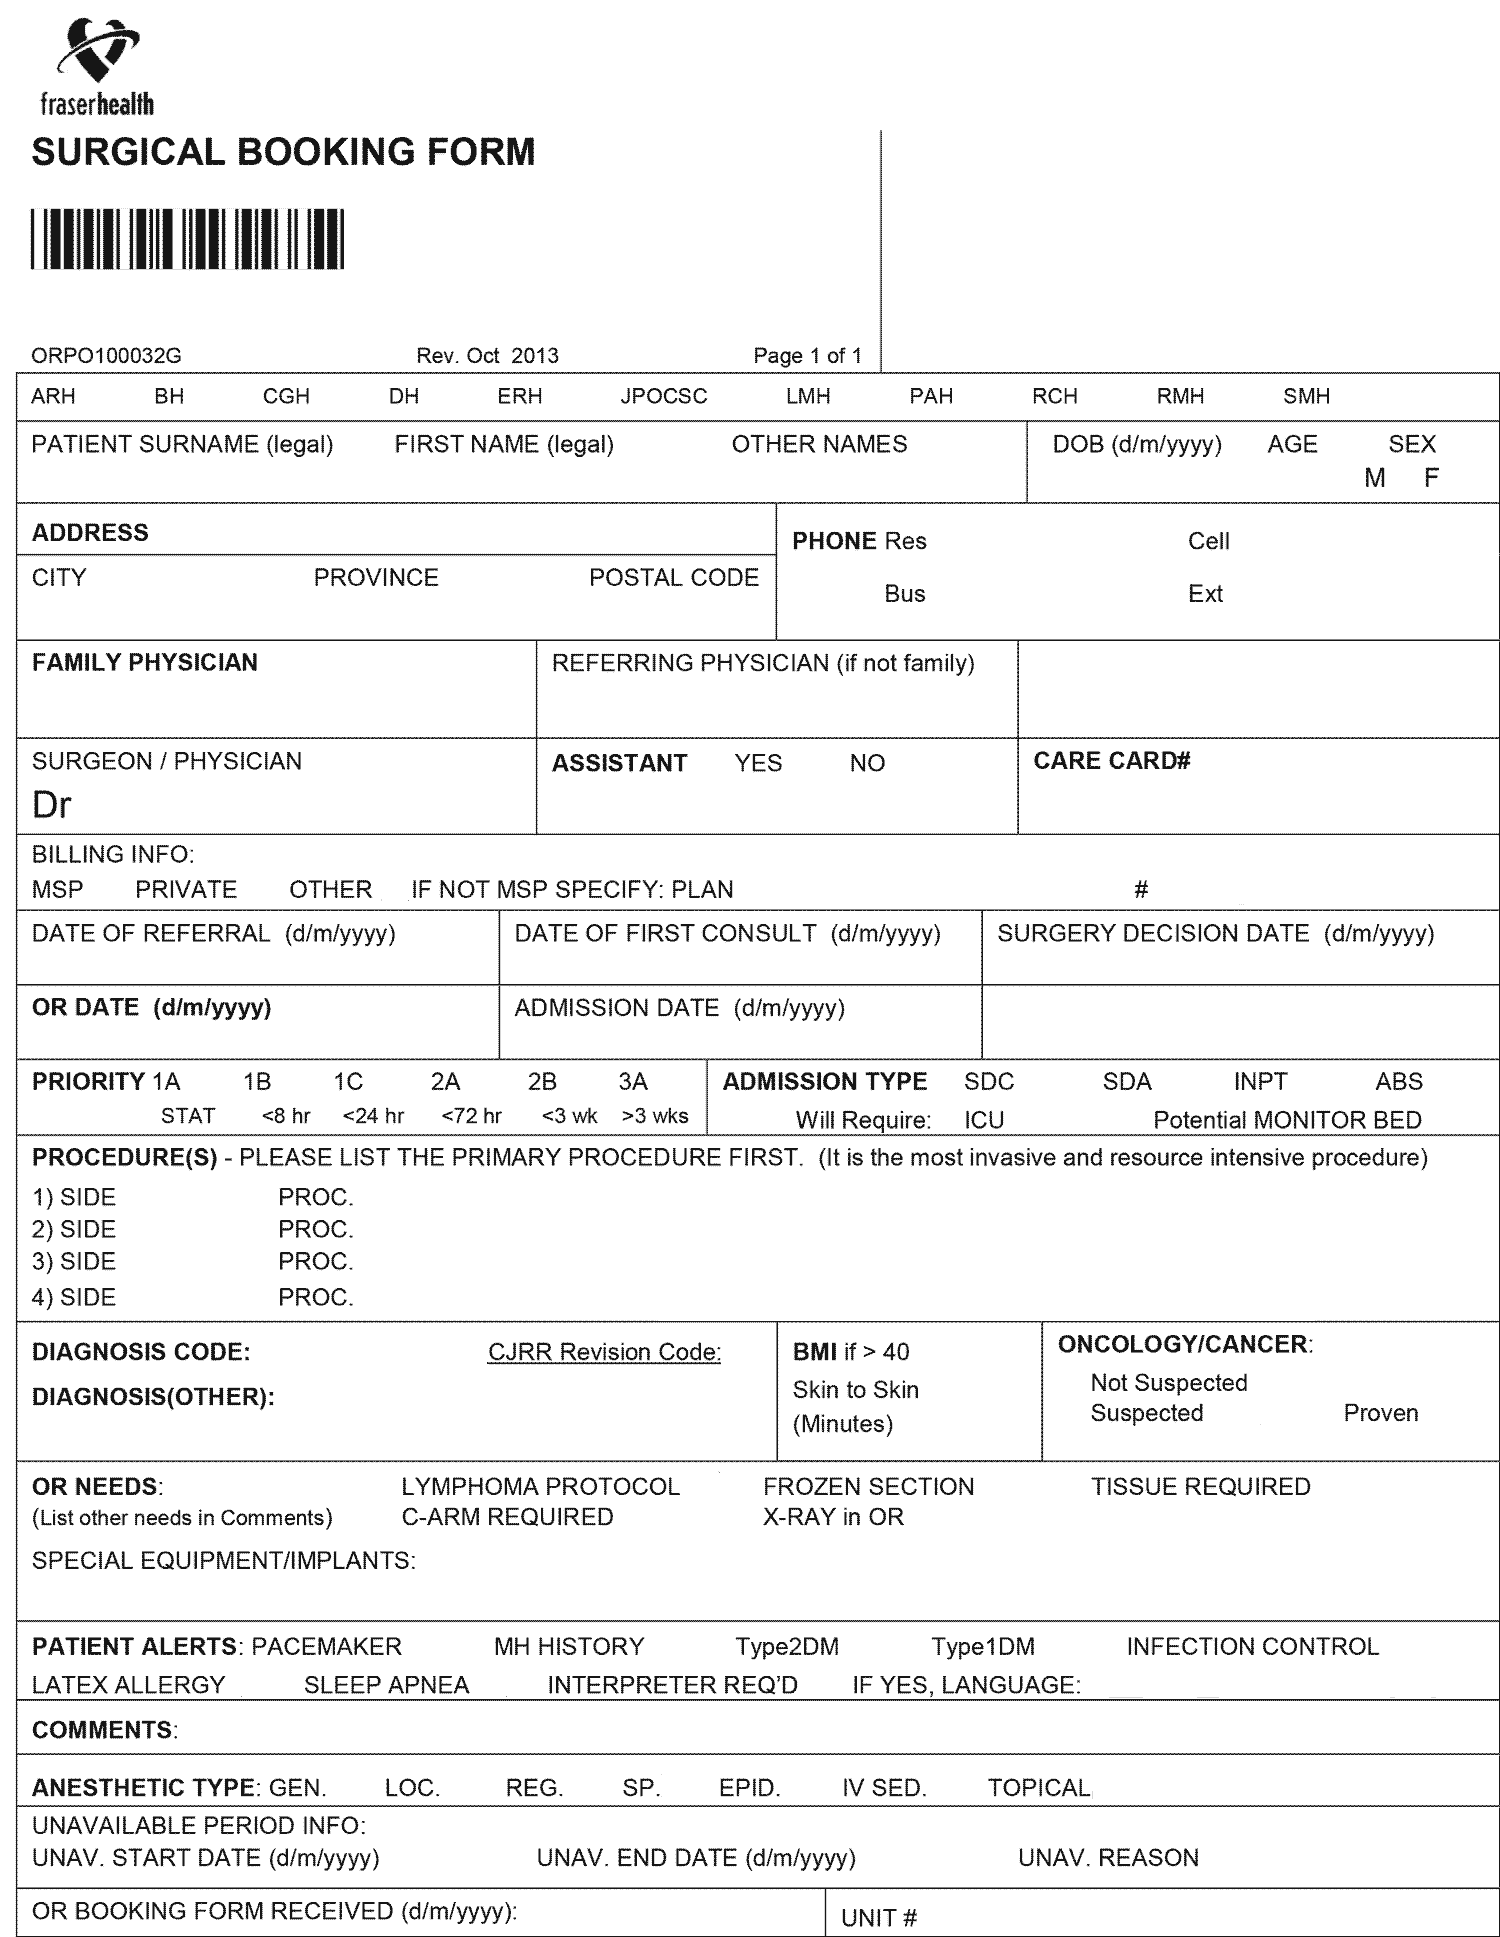 fraserhealth
SURGICAL BOOKING FORM
ORPO100032G Rev. Oct 2013 Page 1 of 1
ARH BH CGH DH ERH JPOCSC LMH PAH RCH RMH SMH
PATIENT SURNAME (legal) FIRST NAME (legal) OTHER NAMES DOB (d/m/yyyy) AGE SEX
M F
ADDRESS
PHONE Res Cell
CITY PROVINCE POSTAL CODE
Bus Ext
FAMILY PHYSICIAN REFERRING PHYSICIAN (if not family)
SURGEON / PHYSICIAN ASSISTANT YES NO CARE CARD#
Dr
BILLING INFO:
MSP PRIVATE OTHER IF NOT MSP SPECIFY: PLAN #
DATE OF REFERRAL (d/m/yyyy) DATE OF FIRST CONSULT (d/m/yyyy) SURGERY DECISION DATE (d/m/yyyy)
OR DATE (d/m/yyyy) ADMISSION DATE (d/m/yyyy)
PRIORITY 1A 1B 1C 2A 2B 3A ADMISSION TYPE SDC SDA INPT ABS
STAT <8 hr <24 hr <72 hr <3 wk >3 wks Will Require: ICU Potential MONITOR BED
PROCEDURE(S) - PLEASE LIST THE PRIMARY PROCEDURE FIRST. (It is the most invasive and resource intensive procedure)
1) SIDE PROC.
2) SIDE PROC.
3) SIDE PROC.
4) SIDE PROC.
DIAGNOSIS CODE: CJRR Revision Code: BMI if > 40 ONCOLOGY/CANCER:
DIAGNOSIS(OTHER): Skin to Skin Not Suspected
(Minutes) Suspected Proven
OR NEEDS: LYMPHOMA PROTOCOL FROZEN SECTION TISSUE REQUIRED
(List other needs in Comments) C-ARM REQUIRED X-RAY in OR
SPECIAL EQUIPMENT/IMPLANTS:
PATIENT ALERTS: PACEMAKER MH HISTORY Type2DM Type1DM INFECTION CONTROL
LATEX ALLERGY SLEEP APNEA INTERPRETER REQ'D IF YES, LANGUAGE:
COMMENTS:
ANESTHETIC TYPE: GEN. LOC. REG. SP. EPID. IV SED. TOPICAL
UNAVAILABLE PERIOD INFO:
UNAV. START DATE (d/m/yyyy) UNAV. END DATE (d/m/yyyy) UNAV. REASON
OR BOOKING FORM RECEIVED (d/m/yyyy): UNIT #